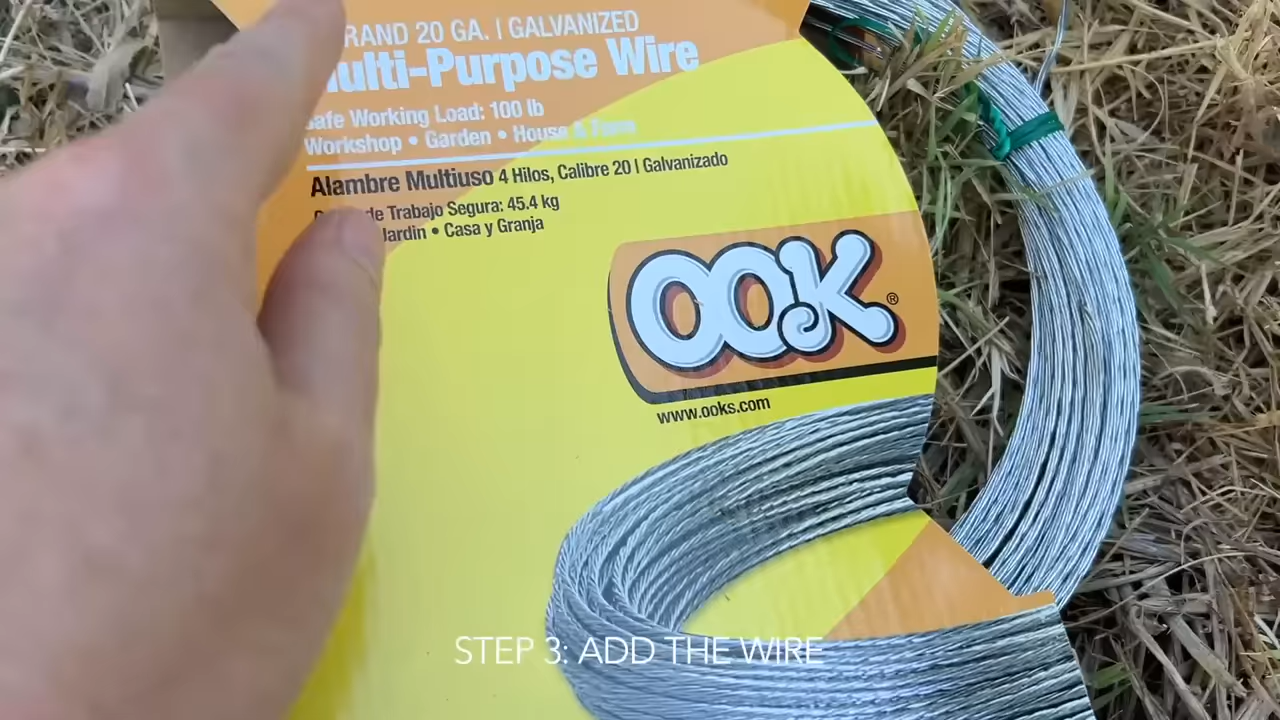 RAND 20 GA. | GALVANIZED
ulti-Purpose Wire
afe Working Load: 100 lb
Workshop • Garden • House & Farm
Alambre Multiuso 4 Hilos, Calibre 20 | Galvanizado
de Trabajo Segura: 45.4 kg
Jardin • Casa y Granja
OOK®
www.ooks.com
STEP 3: ADD THE WIRE